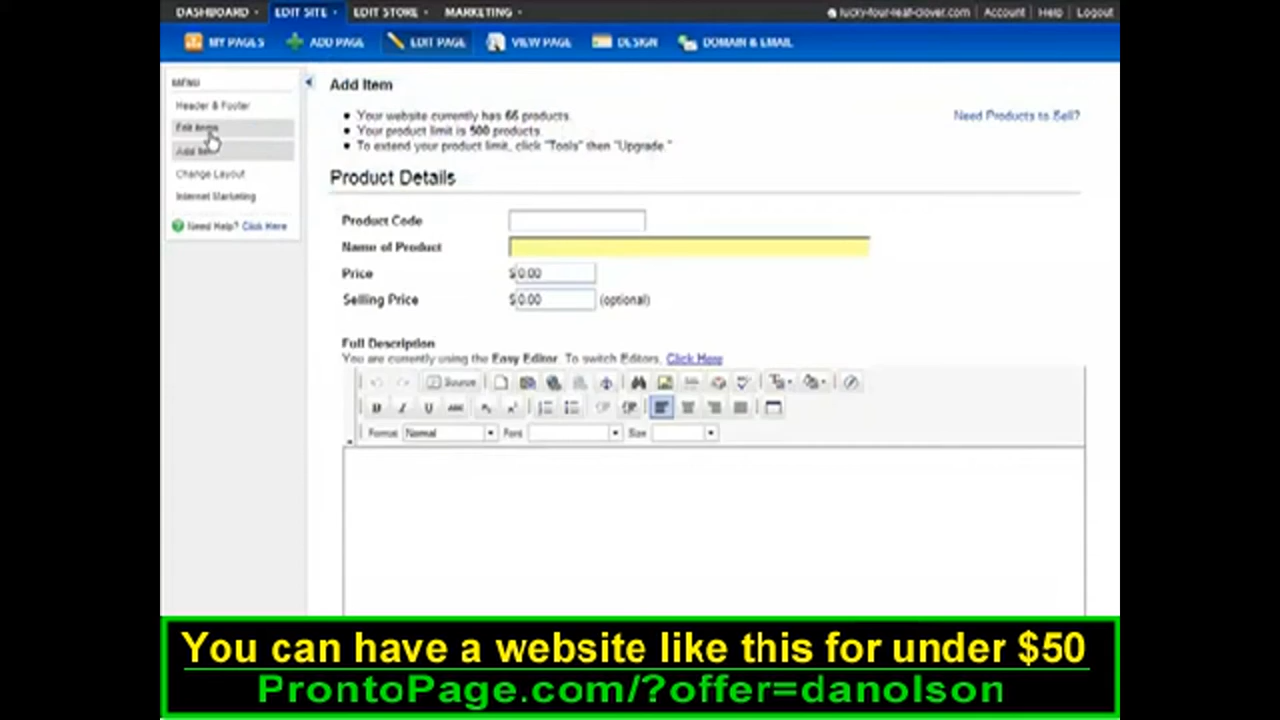 DASHBOARD EDIT SITE EDIT STORE MARKETING lucky-four-leaf-clover.com Account Help Logout
MY PAGES ADD PAGE EDIT PAGE VIEW PAGE DESIGN DOMAIN & EMAIL
MENU
Header & Footer
Edit Items
Add
Change Layout
Internet Marketing
Need Help? Click Here
Add Item
Your website currently has 66 products.
Your product limit is 500 products.
To extend your product limit, click "Tools" then "Upgrade."
Need Products to Sell?
Product Details
Product Code
Name of Product
Price $0.00
Selling Price $0.00 (optional)
Full Description
You are currently using the Easy Editor. To switch Editors, Click Here
Source
B I U ABC
Format Normal Font Size
You can have a website like this for under $50
ProntoPage.com/?offer=danolson